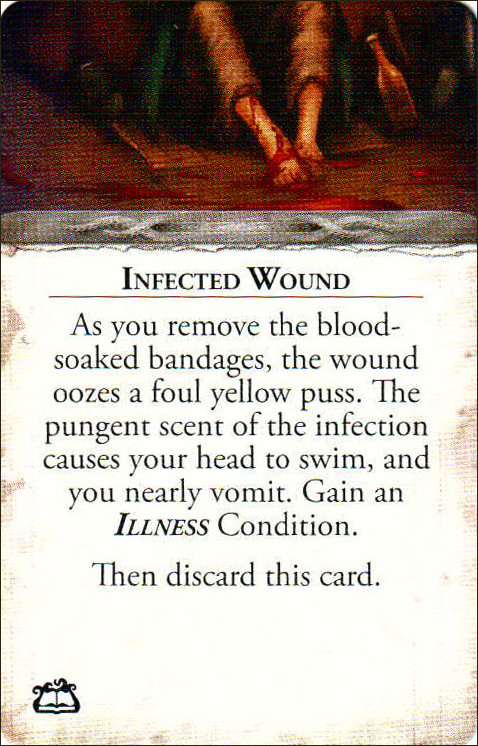 INFECTED WOUND
As you remove the blood-
soaked bandages, the wound
oozes a foul yellow puss. The
pungent scent of the infection
causes your head to swim, and
you nearly vomit. Gain an
ILLNESS Condition.
Then discard this card.